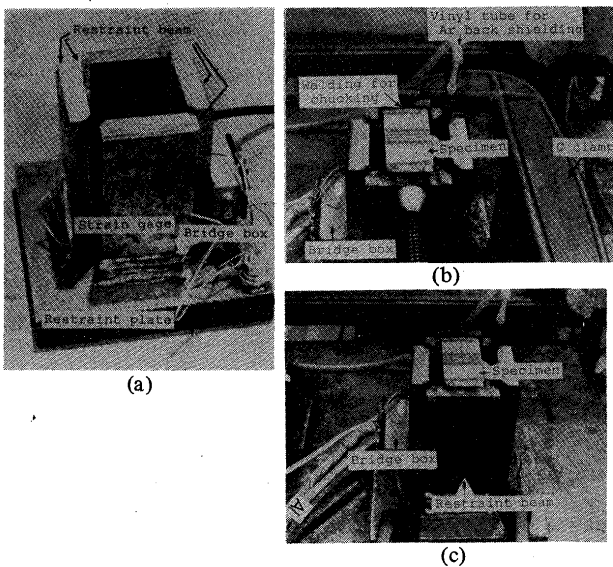 Restraint beam
Strain gage
Bridge box
Restraint plate
(a)
Vinyl tube for
Ar back shielding
Welding for
chucking
Specimen
C clamp
Bridge box
(b)
Specimen
Bridge box
Restraint beam
(c)